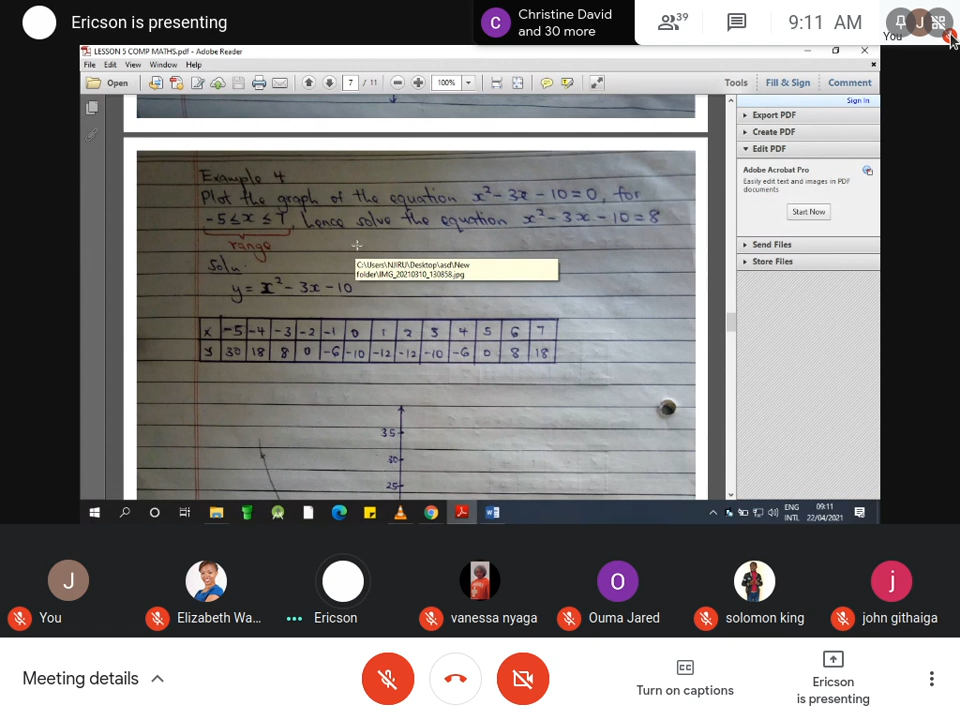 Ericson is presenting
C
Christine David
and 30 more
39
9:11 AM
J
You
LESSON 5 COMP MATHS.pdf - Adobe Reader
File Edit View Window Help
Open
7 / 11
100%
Tools
Fill & Sign
Comment
Sign In
Export PDF
Create PDF
Edit PDF
Adobe Acrobat Pro
Easily edit text and images in PDF
documents
Start Now
Send Files
Store Files
Example 4
Plot the graph of the equation x²-3x-10=0, for
-5≤x≤7, hence solve the equation x²-3x-10=8
range
Soln.
y = x²-3x-10
C:\Users\NJIRU\Desktop\asd\New
folder\IMG_20210310_130858.jpg
x -5 -4 -3 -2 -1 0 1 2 3 4 5 6 7
y 30 18 8 0 -6 -10 -12 -12 -10 -6 0 8 18
35
30
25
ENG
INTL
09:11
22/04/2021
J
You
Elizabeth Wa...
Ericson
vanessa nyaga
O
Ouma Jared
solomon king
j
john githaiga
Meeting details
Turn on captions
Ericson
is presenting